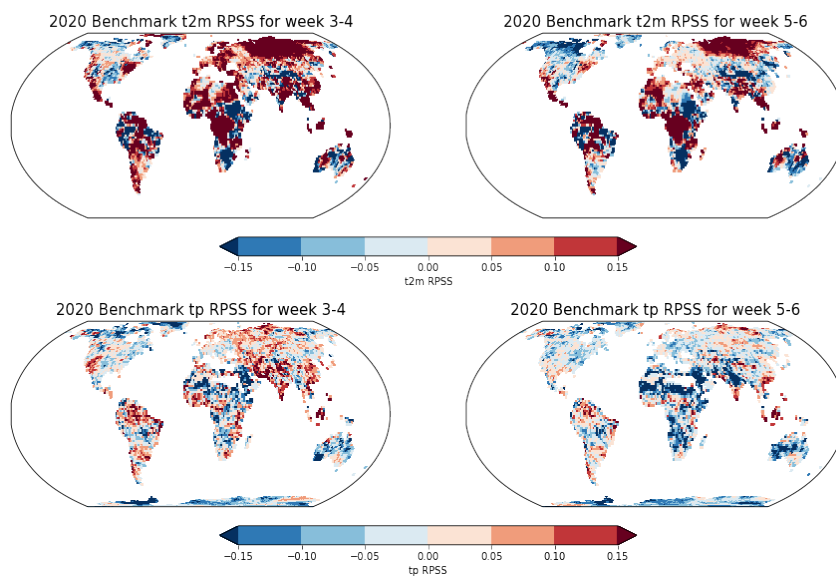 2020 Benchmark t2m RPSS for week 3-4
2020 Benchmark t2m RPSS for week 5-6
−0.15 −0.10 −0.05 0.00 0.05 0.10 0.15
t2m RPSS
2020 Benchmark tp RPSS for week 3-4
2020 Benchmark tp RPSS for week 5-6
−0.15 −0.10 −0.05 0.00 0.05 0.10 0.15
tp RPSS